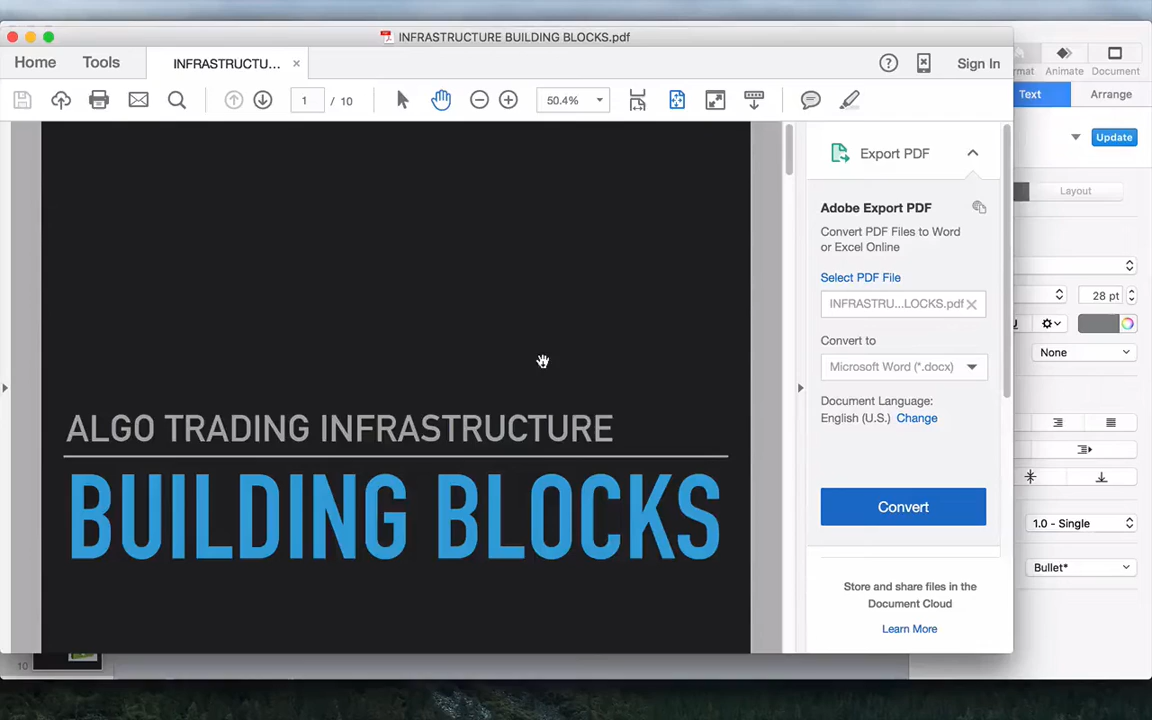 INFRASTRUCTURE BUILDING BLOCKS.pdf
Home
Tools
INFRASTRUCTU...
Sign In
1 / 10
50.4%
Animate
Document
Text
Arrange
Update
Layout
28 pt
None
1.0 - Single
Bullet*
ALGO TRADING INFRASTRUCTURE
BUILDING BLOCKS
Export PDF
Adobe Export PDF
Convert PDF Files to Word
or Excel Online
Select PDF File
INFRASTRU...LOCKS.pdf
Convert to
Microsoft Word (*.docx)
Document Language:
English (U.S.) Change
Convert
Store and share files in the
Document Cloud
Learn More
10